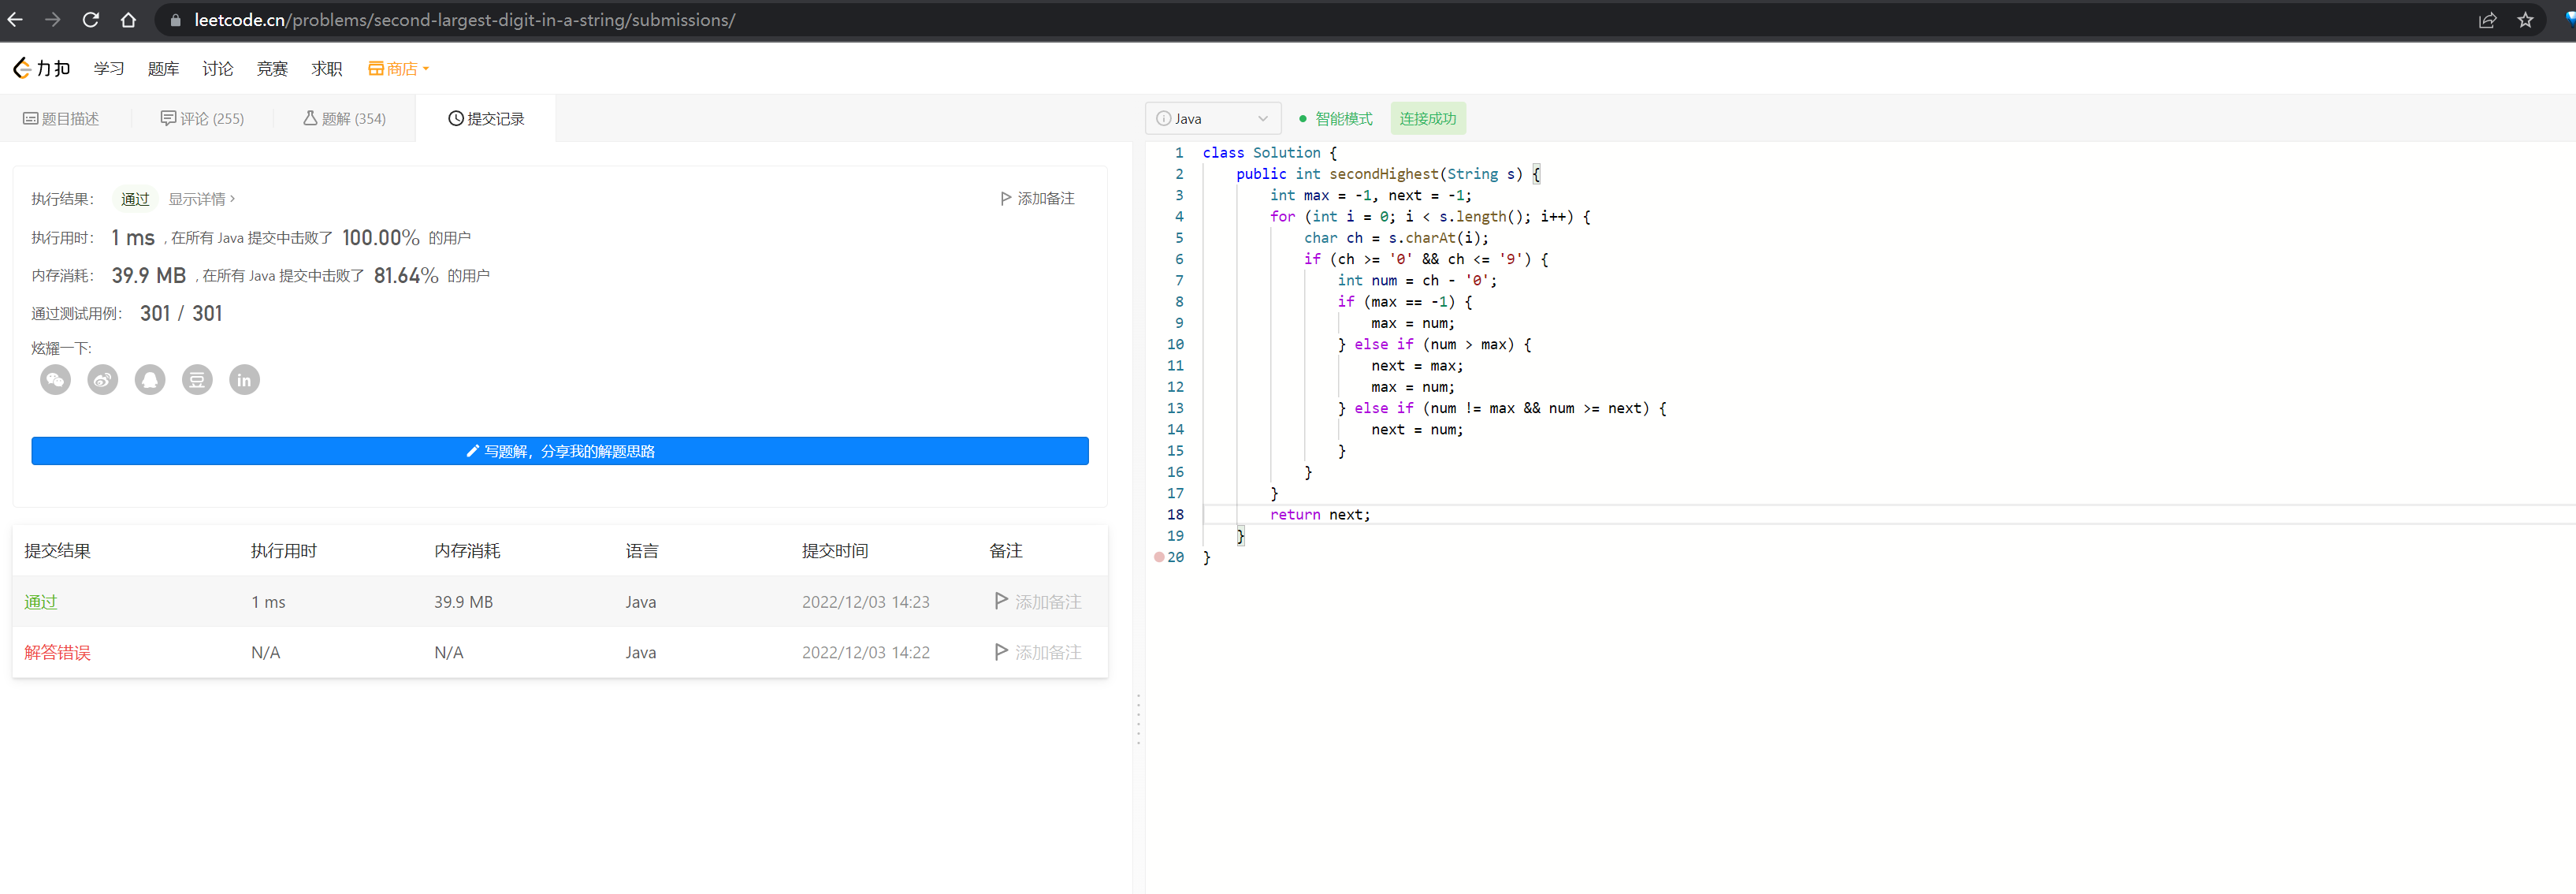 leetcode.cn/problems/second-largest-digit-in-a-string/submissions/
力扣 学习 题库 讨论 竞赛 求职 商店
题目描述 评论 (255) 题解 (354) 提交记录
执行结果： 通过 显示详情 > 添加备注
执行用时： 1 ms , 在所有 Java 提交中击败了 100.00% 的用户
内存消耗： 39.9 MB , 在所有 Java 提交中击败了 81.64% 的用户
通过测试用例： 301 / 301
炫耀一下:
豆 in
写题解，分享我的解题思路
提交结果 执行用时 内存消耗 语言 提交时间 备注
通过 1 ms 39.9 MB Java 2022/12/03 14:23 添加备注
解答错误 N/A N/A Java 2022/12/03 14:22 添加备注
Java 智能模式 连接成功
1 class Solution {
2 public int secondHighest(String s) {
3 int max = -1, next = -1;
4 for (int i = 0; i < s.length(); i++) {
5 char ch = s.charAt(i);
6 if (ch >= '0' && ch <= '9') {
7 int num = ch - '0';
8 if (max == -1) {
9 max = num;
10 } else if (num > max) {
11 next = max;
12 max = num;
13 } else if (num != max && num >= next) {
14 next = num;
15 }
16 }
17 }
18 return next;
19 }
20 }